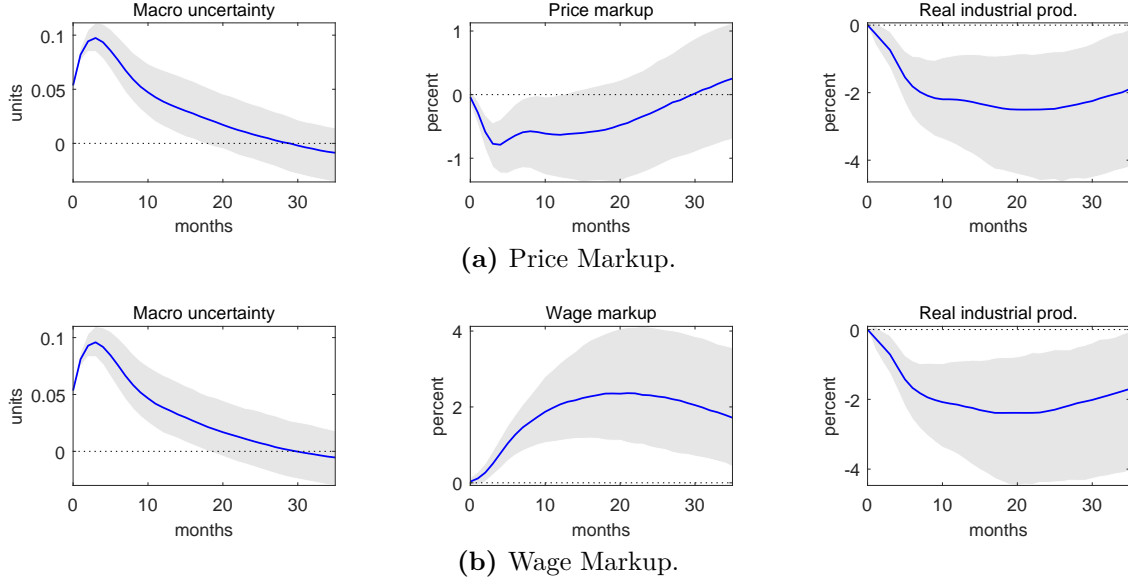 Macro uncertainty
Price markup
Real industrial prod.
units
0.1
0.05
0
0
10
20
30
months
percent
1
0
-1
0
10
20
30
months
percent
0
-2
-4
0
10
20
30
months
(a) Price Markup.
Macro uncertainty
Wage markup
Real industrial prod.
units
0.1
0.05
0
0
10
20
30
months
percent
4
2
0
0
10
20
30
months
percent
0
-2
-4
0
10
20
30
months
(b) Wage Markup.